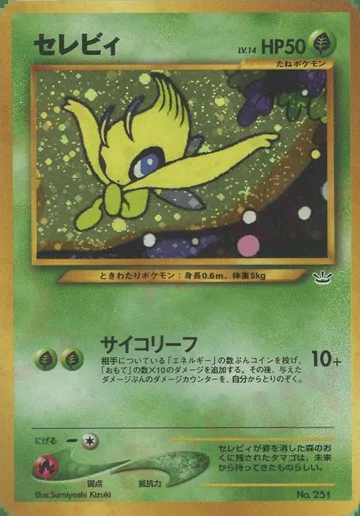 セレビィ LV.14 HP50
たねポケモン
ときわたりポケモン：身長0.6m、体重5kg
サイコリーフ 10+
相手についている「エネルギー」の数ぶんコインを投げ、
「おもて」の数×10のダメージを追加する。その後、与えた
ダメージぶんのダメージカウンターを、自分からとりのぞく。
にげる
弱点 抵抗力
セレビィが姿を消した森のお
くに残されたタマゴは、未来
から持ってきたものらしい。
Illus.Sumiyoshi Kizuki
No.251